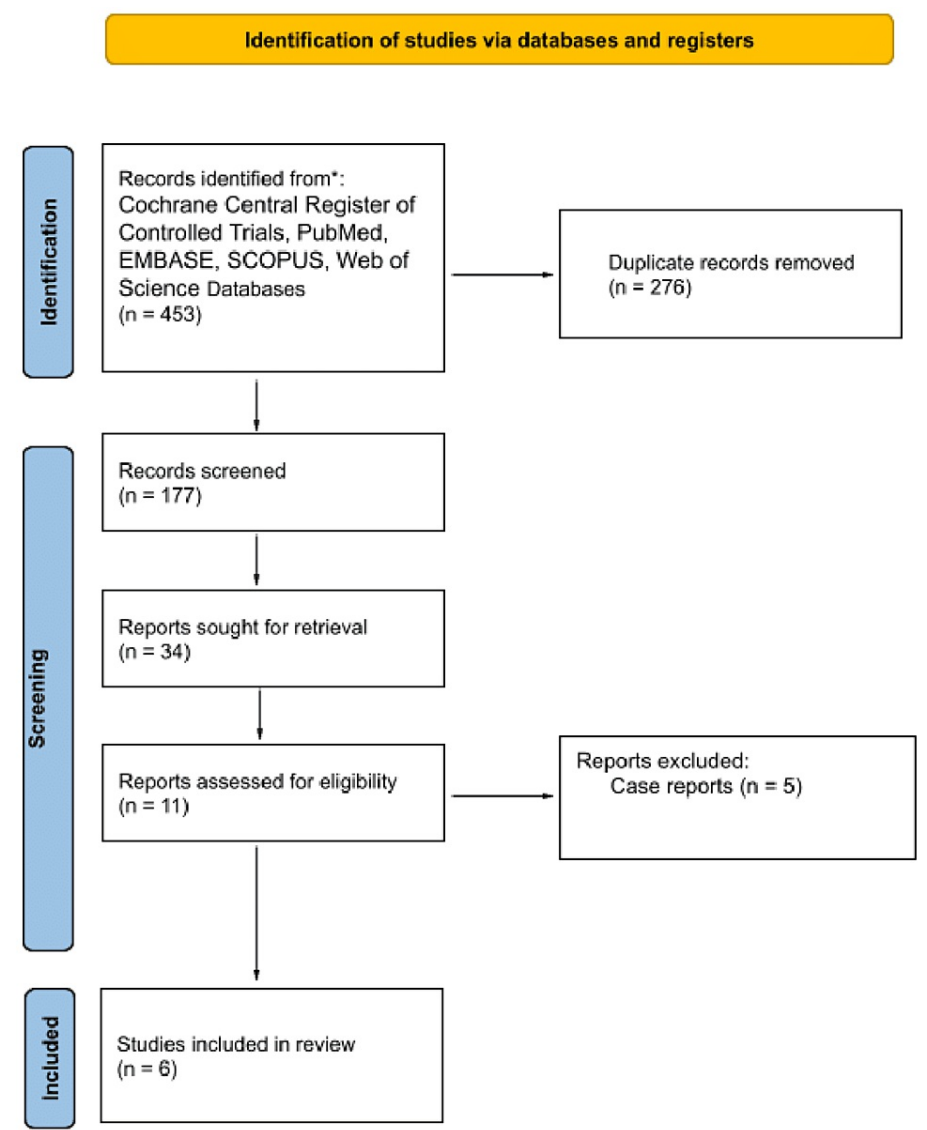 Identification of studies via databases and registers
Identification
Records identified from*:
Cochrane Central Register of
Controlled Trials, PubMed,
EMBASE, SCOPUS, Web of
Science Databases
(n = 453)
Duplicate records removed
(n = 276)
Screening
Records screened
(n = 177)
Reports sought for retrieval
(n = 34)
Reports assessed for eligibility
(n = 11)
Reports excluded:
Case reports (n = 5)
Included
Studies included in review
(n = 6)